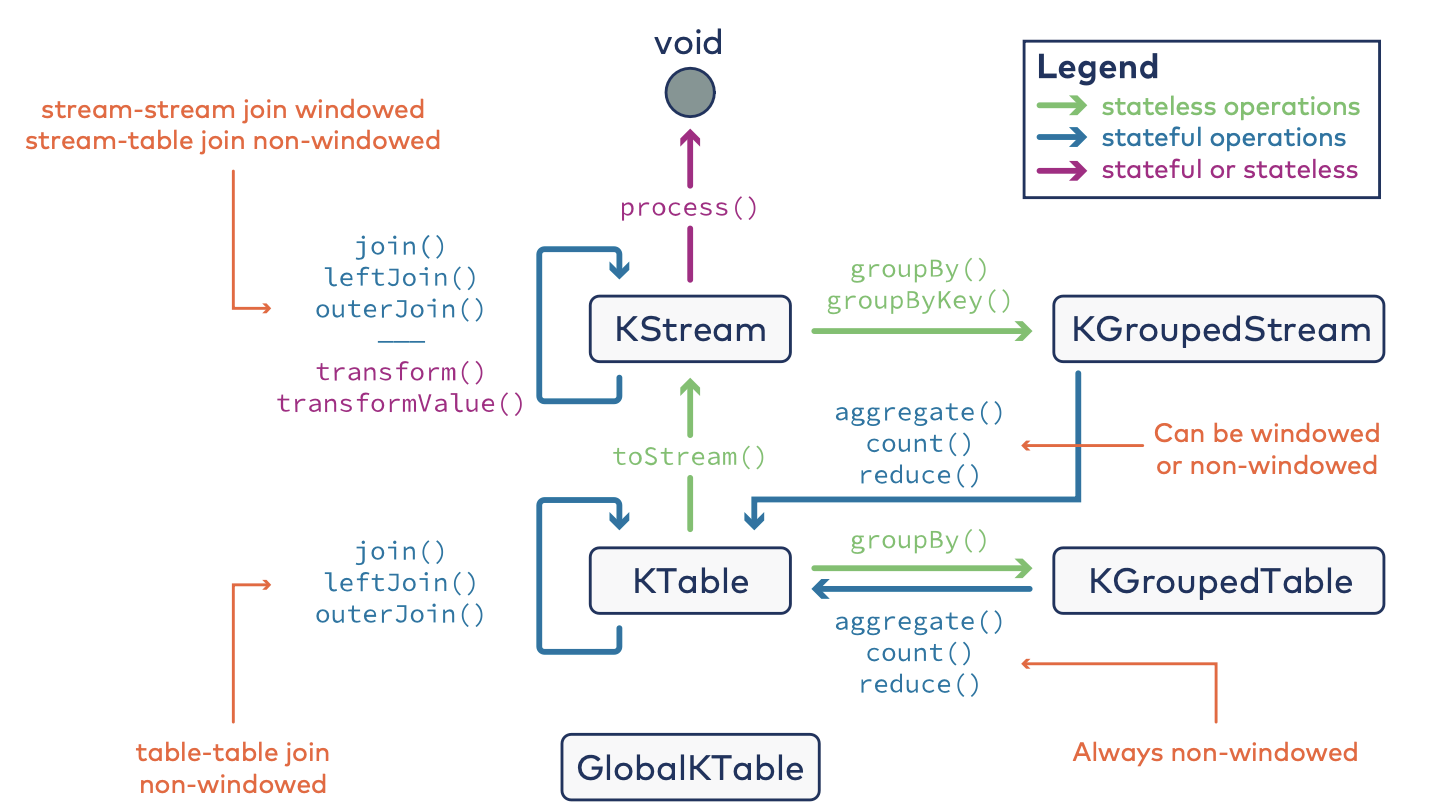 void
Legend
stateless operations
stateful operations
stateful or stateless
stream-stream join windowed
stream-table join non-windowed
process()
join()
leftJoin()
outerJoin()
———
transform()
transformValue()
KStream
groupBy()
groupByKey()
KGroupedStream
aggregate()
count()
reduce()
Can be windowed
or non-windowed
toStream()
join()
leftJoin()
outerJoin()
KTable
groupBy()
KGroupedTable
aggregate()
count()
reduce()
table-table join
non-windowed
GlobalKTable
Always non-windowed